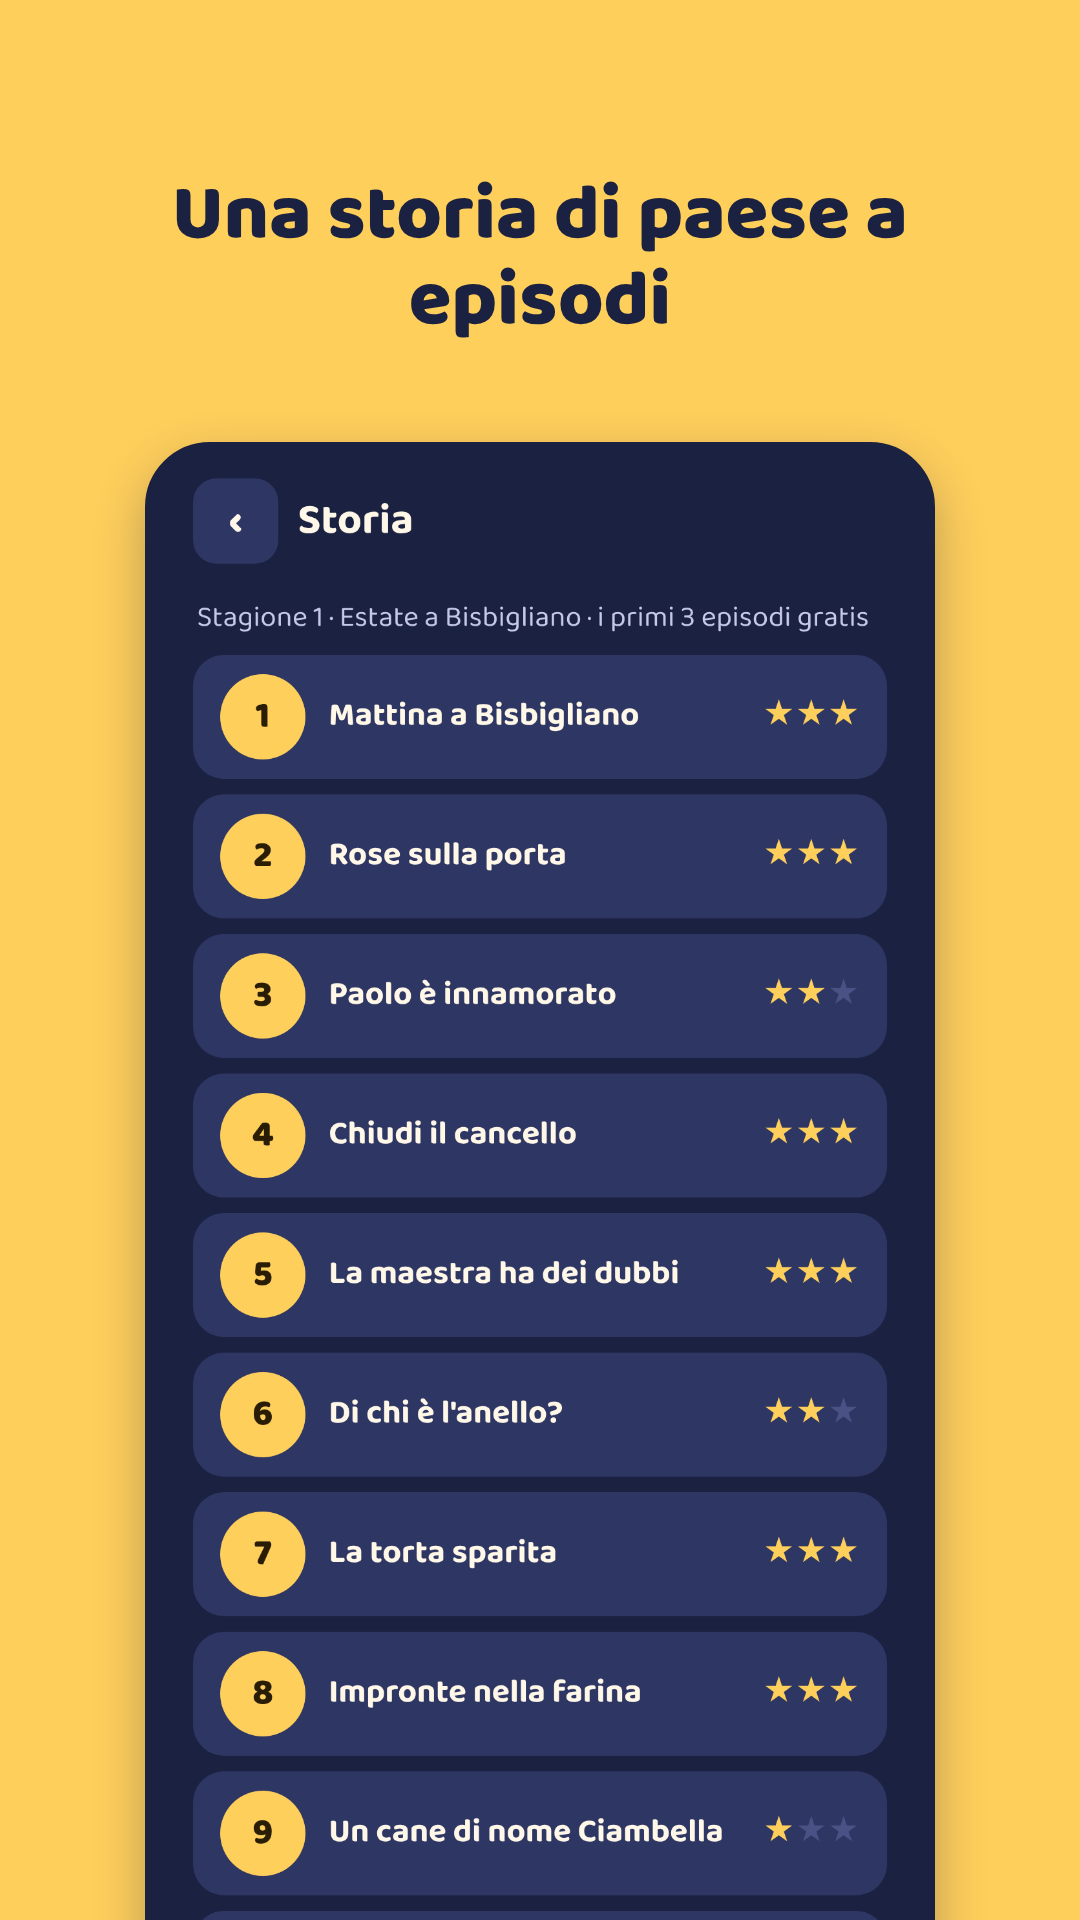 Una storia di paese a
episodi
‹ Storia
Stagione 1 · Estate a Bisbigliano · i primi 3 episodi gratis
1 Mattina a Bisbigliano ★★★
2 Rose sulla porta ★★★
3 Paolo è innamorato ★★★
4 Chiudi il cancello ★★★
5 La maestra ha dei dubbi ★★★
6 Di chi è l'anello? ★★★
7 La torta sparita ★★★
8 Impronte nella farina ★★★
9 Un cane di nome Ciambella ★★★